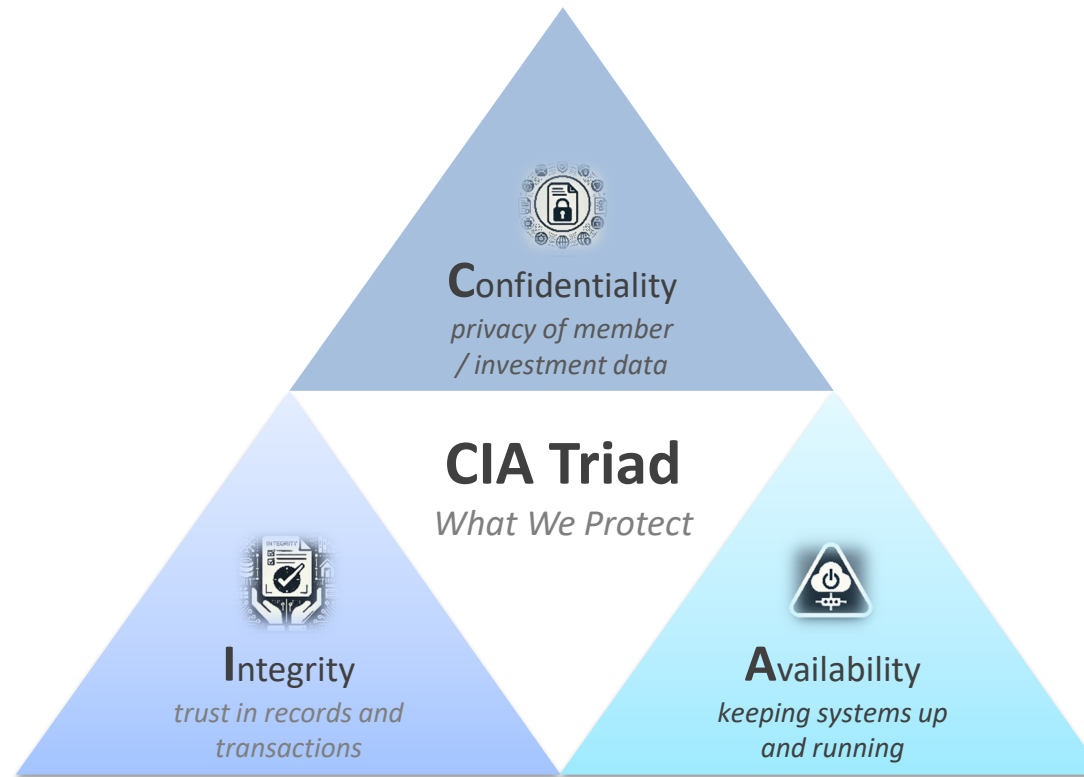 Confidentiality
privacy of member
/ investment data
CIA Triad
What We Protect
INTEGRITY
Integrity
trust in records and
transactions
Availability
keeping systems up
and running